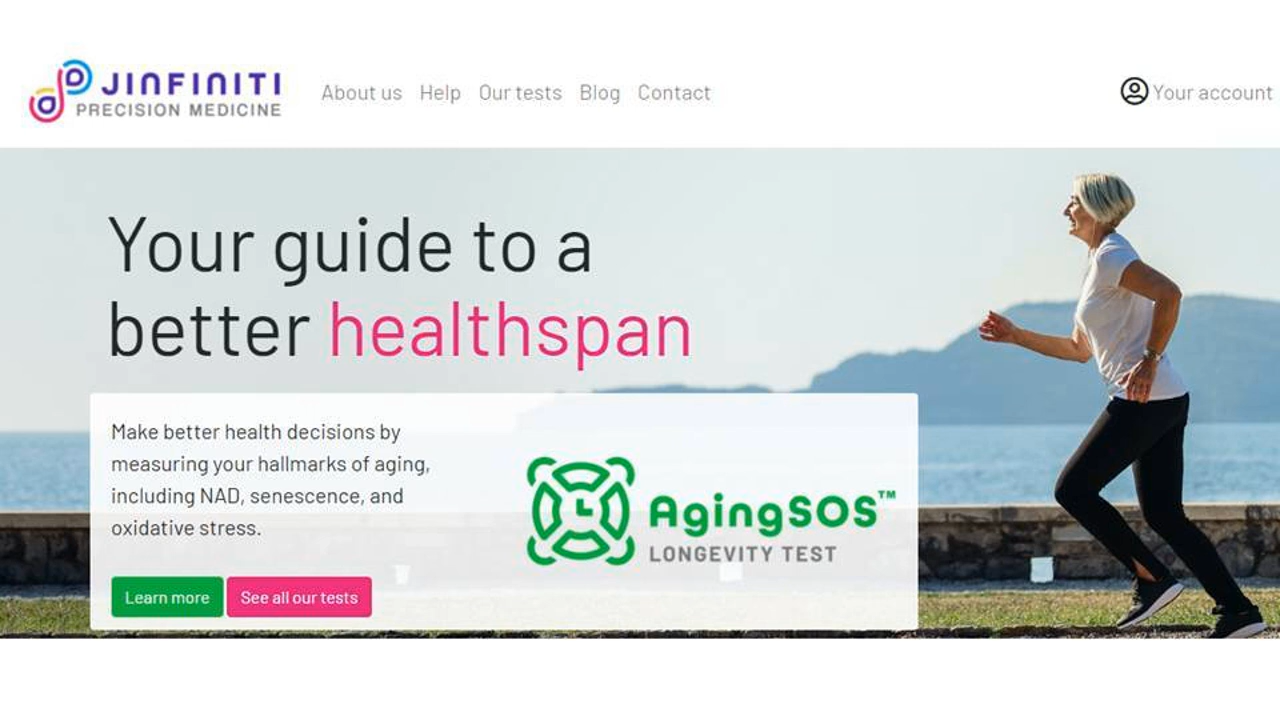 JINFINITI
PRECISION MEDICINE
About us Help Our tests Blog Contact
Your account
Your guide to a
better healthspan
Make better health decisions by
measuring your hallmarks of aging,
including NAD, senescence, and
oxidative stress.
AgingSOS™
LONGEVITY TEST
Learn more See all our tests